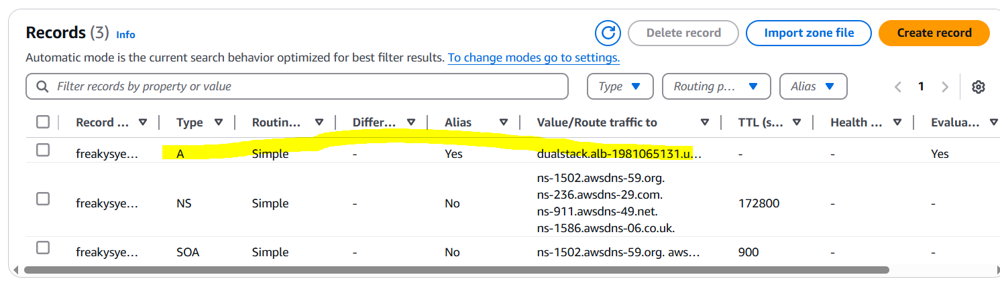 Records (3) Info
Delete record
Import zone file
Create record
Automatic mode is the current search behavior optimized for best filter results. To change modes go to settings.
Filter records by property or value
Type
Routing p...
Alias
1
Record ... Type Routin... Differ... Alias Value/Route traffic to TTL (s... Health ... Evalua...
freakysye... A Simple - Yes dualstack.alb-1981065131.u... - - Yes
freakysye... NS Simple - No ns-1502.awsdns-59.org. 172800 - -
ns-236.awsdns-29.com.
ns-911.awsdns-49.net.
ns-1586.awsdns-06.co.uk.
freakysye... SOA Simple - No ns-1502.awsdns-59.org. aws... 900 - -